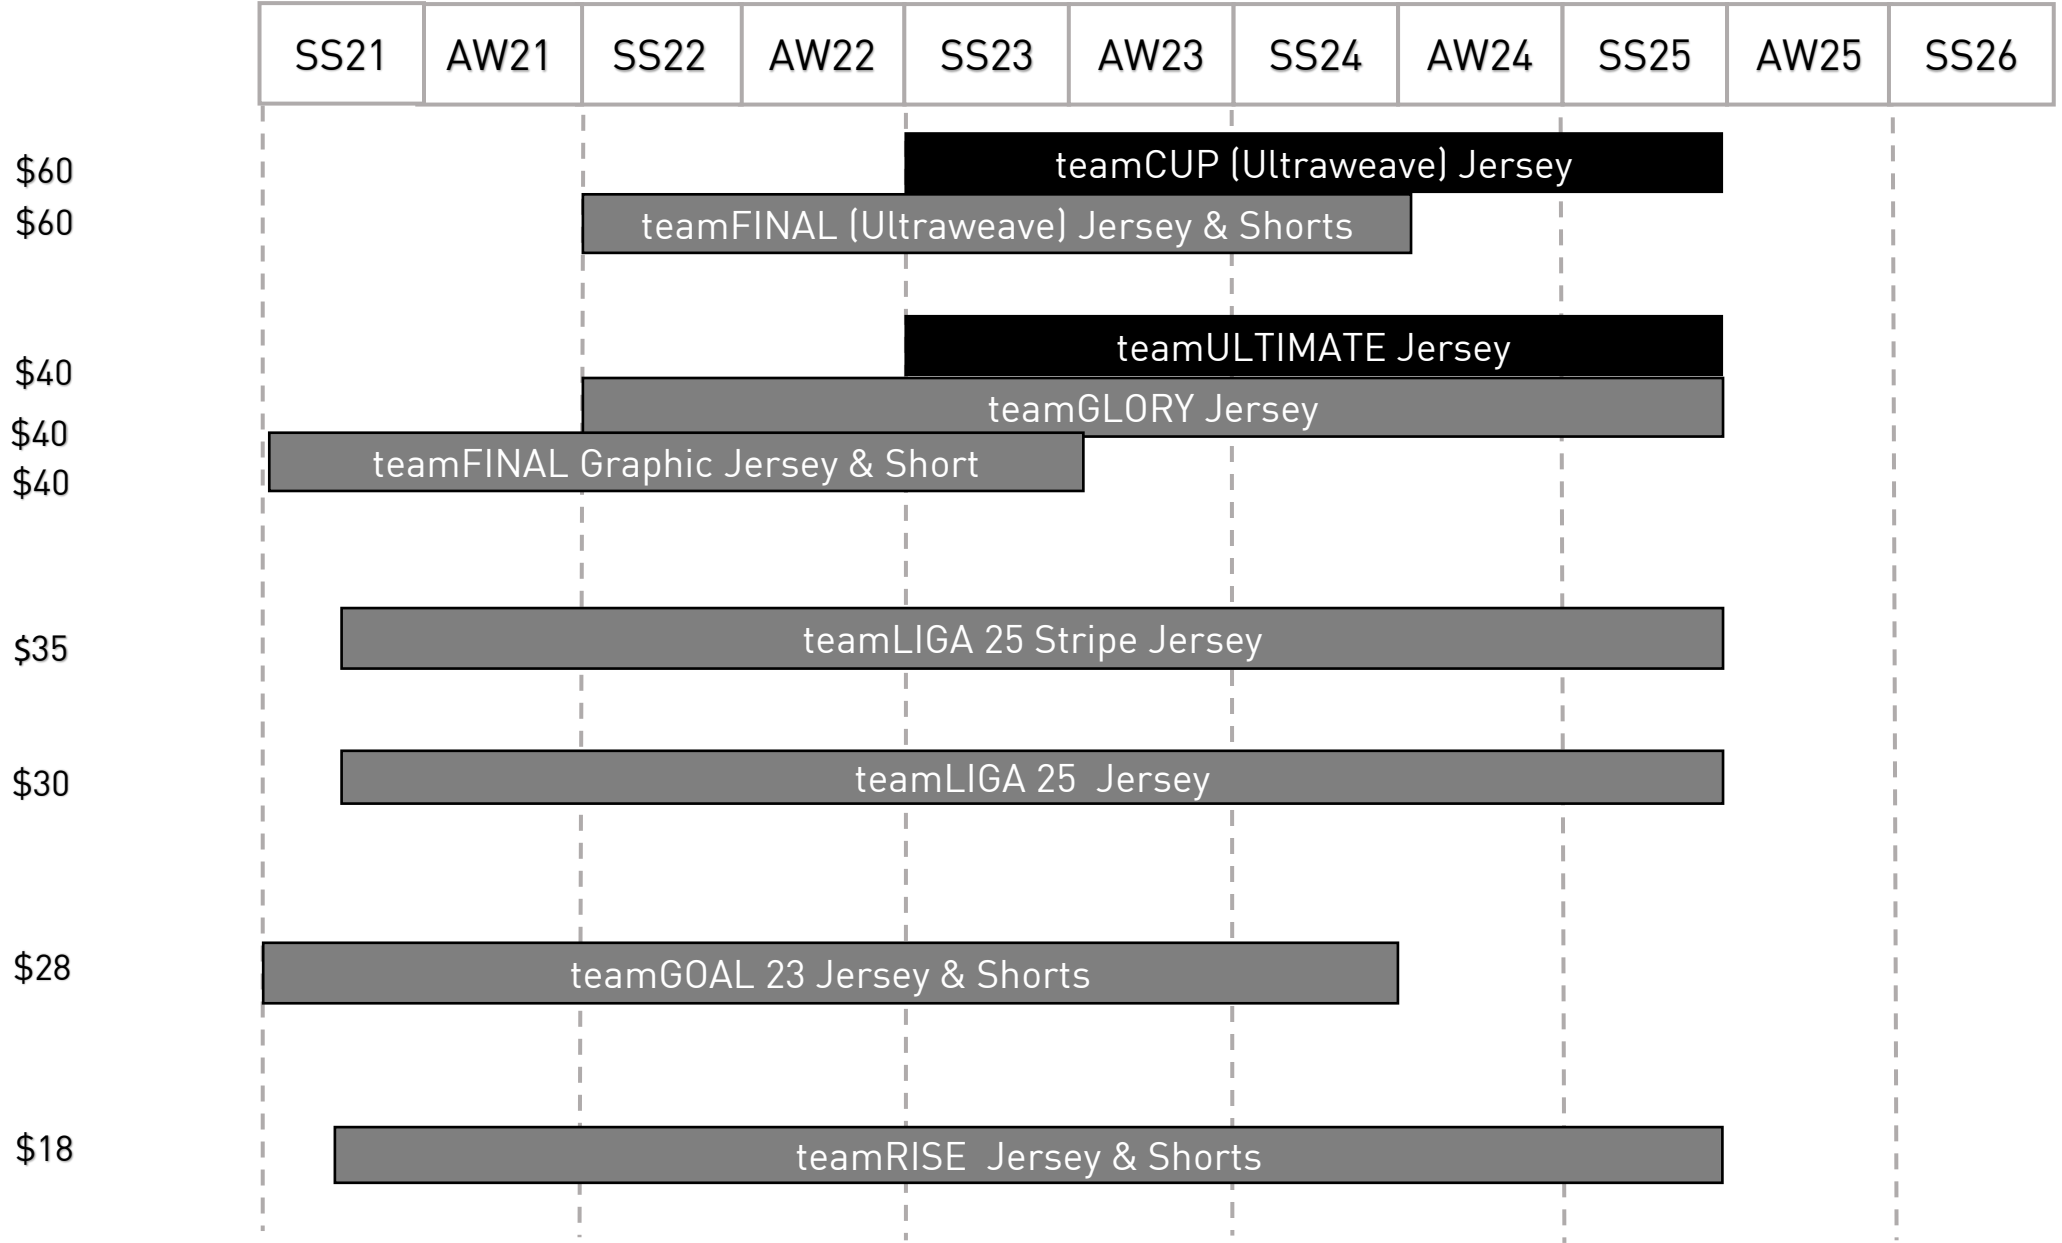 SS21 AW21 SS22 AW22 SS23 AW23 SS24 AW24 SS25 AW25 SS26
$60 teamCUP (Ultraweave) Jersey
$60 teamFINAL (Ultraweave) Jersey & Shorts
$40 teamULTIMATE Jersey
$40 teamGLORY Jersey
$40 teamFINAL Graphic Jersey & Short
$35 teamLIGA 25 Stripe Jersey
$30 teamLIGA 25 Jersey
$28 teamGOAL 23 Jersey & Shorts
$18 teamRISE Jersey & Shorts